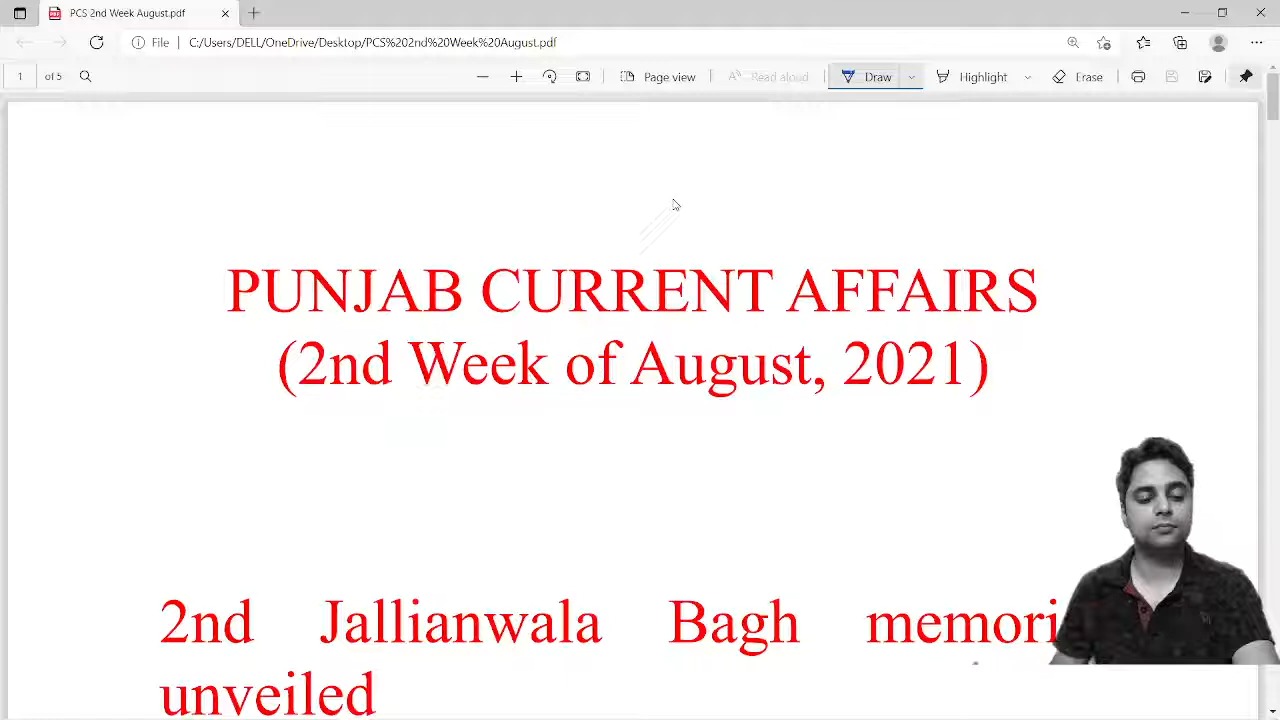 PCS 2nd Week August.pdf
File | C:/Users/DELL/OneDrive/Desktop/PCS%202nd%20Week%20August.pdf
1 of 5 Page view Read aloud Draw Highlight Erase
PUNJAB CURRENT AFFAIRS
(2nd Week of August, 2021)
2nd Jallianwala Bagh memori
unveiled